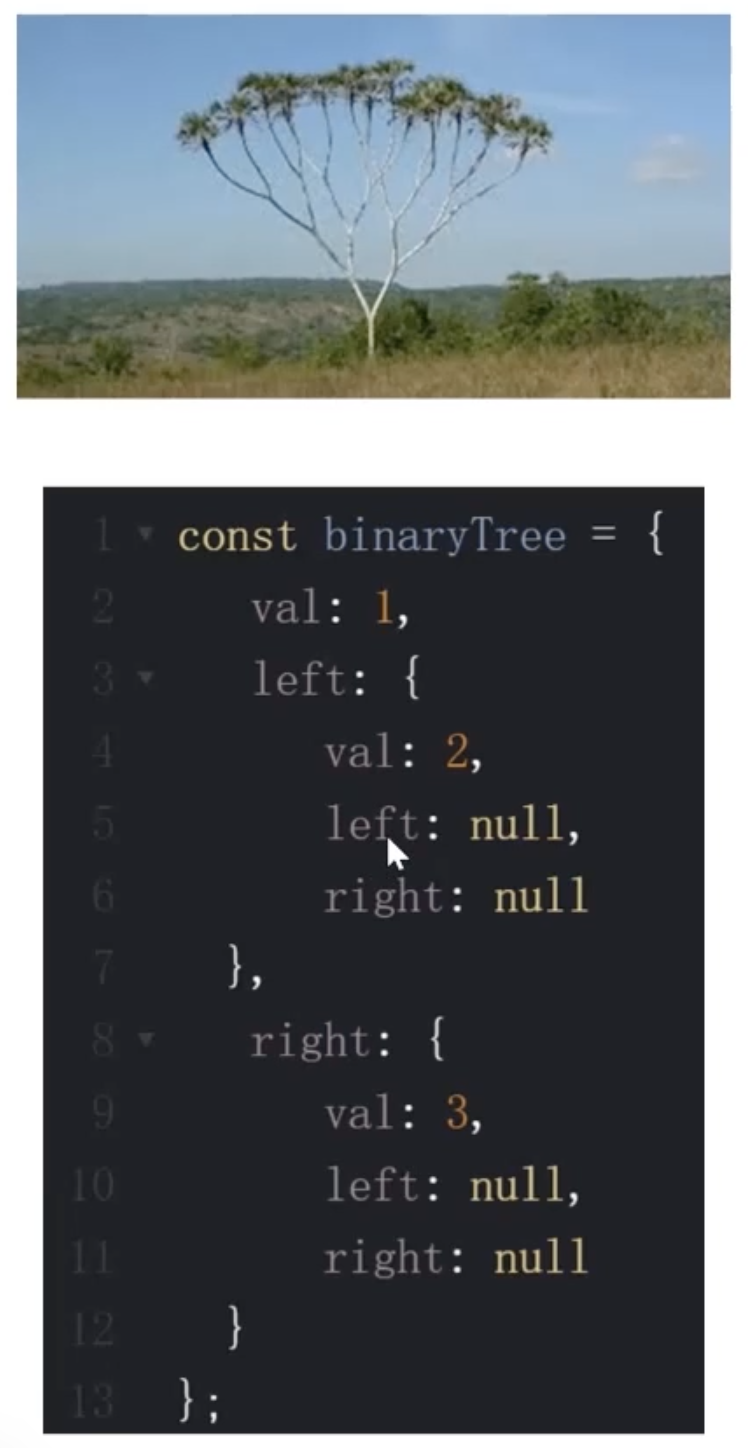 1 const binaryTree = {
2 val: 1,
3 left: {
4 val: 2,
5 left: null,
6 right: null
7 },
8 right: {
9 val: 3,
10 left: null,
11 right: null
12 }
13 };